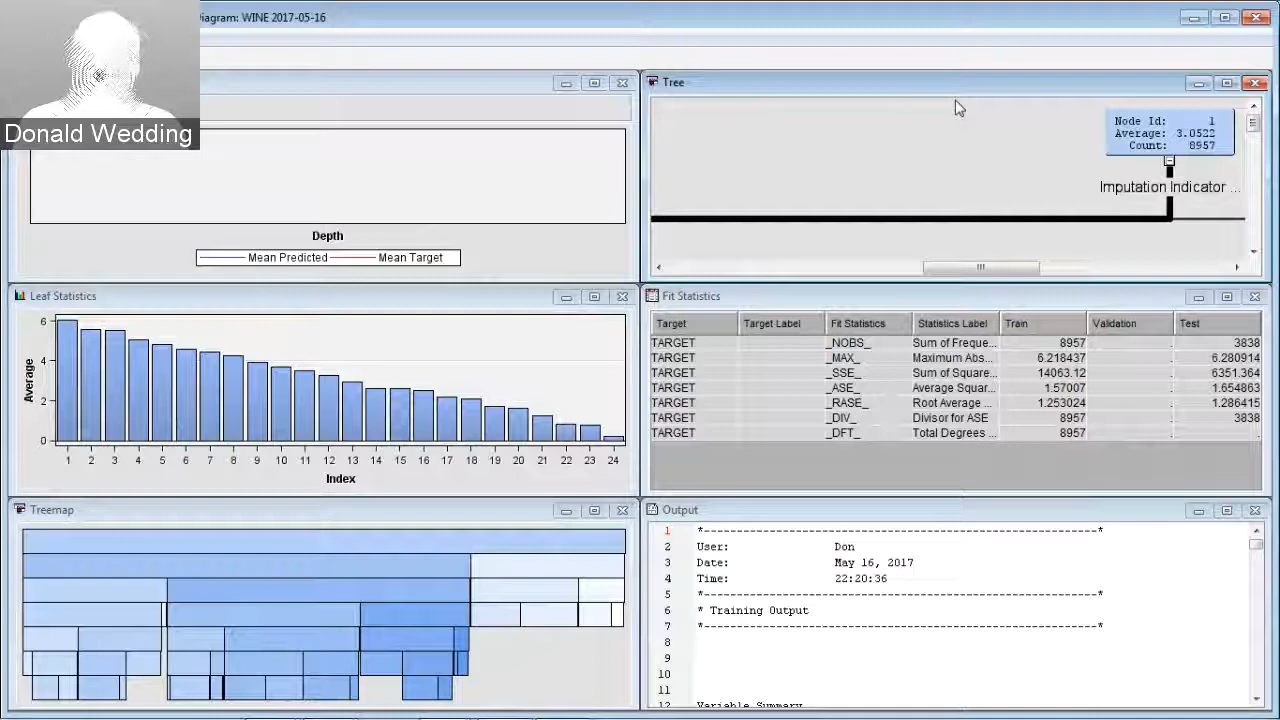 Diagram: WINE 2017-05-16
Donald Wedding
Depth
Mean Predicted
Mean Target
Tree
Node Id: 1
Average: 3.0522
Count: 8957
Imputation Indicator ...
Leaf Statistics
Average
6
4
2
0
1 2 3 4 5 6 7 8 9 10 11 12 13 14 15 16 17 18 19 20 21 22 23 24
Index
Fit Statistics
Target Target Label Fit Statistics Statistics Label Train Validation Test
TARGET _NOBS_ Sum of Freque... 8957 . 3838
TARGET _MAX_ Maximum Abs... 6.218437 . 6.280914
TARGET _SSE_ Sum of Square... 14063.12 . 6351.364
TARGET _ASE_ Average Squar... 1.57007 . 1.654863
TARGET _RASE_ Root Average ... 1.253024 . 1.286415
TARGET _DIV_ Divisor for ASE 8957 . 3838
TARGET _DFT_ Total Degrees ... 8957 . .
Treemap
Output
1 *------------------------------------------------------------*
2 User: Don
3 Date: May 16, 2017
4 Time: 22:20:36
5 *------------------------------------------------------------*
6 * Training Output
7 *------------------------------------------------------------*
8
9
10
11
12 Variable Summary